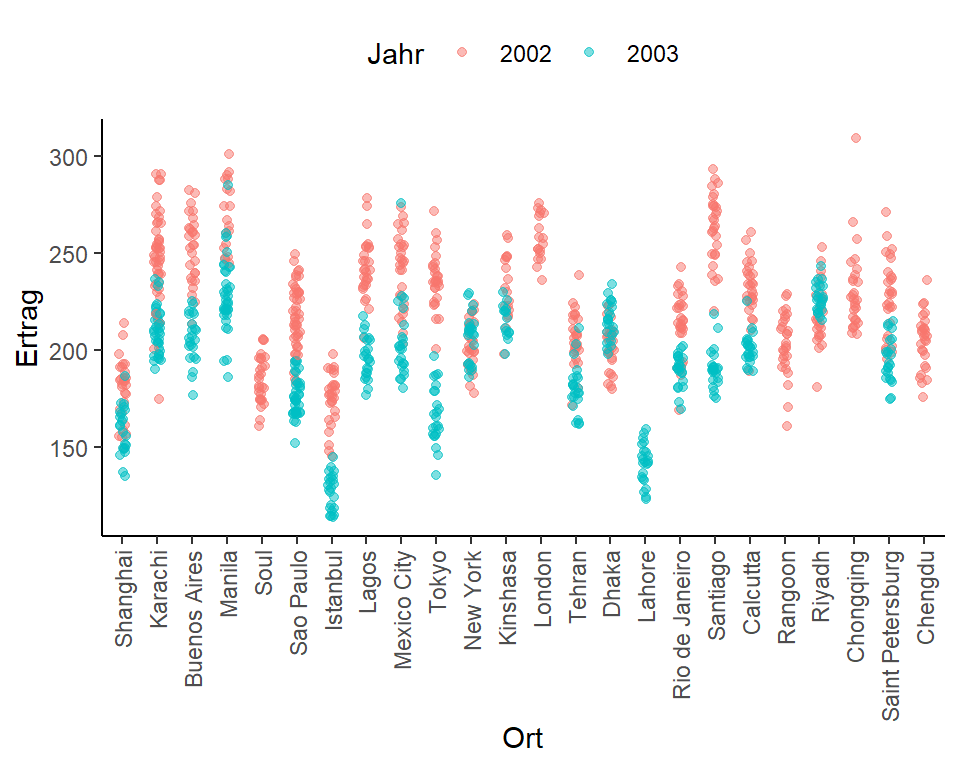 Jahr 2002 2003
Ertrag
300
250
200
150
Shanghai
Karachi
Buenos Aires
Manila
Soul
Sao Paulo
Istanbul
Lagos
Mexico City
Tokyo
New York
Kinshasa
London
Tehran
Dhaka
Lahore
Rio de Janeiro
Santiago
Calcutta
Rangoon
Riyadh
Chongqing
Saint Petersburg
Chengdu
Ort